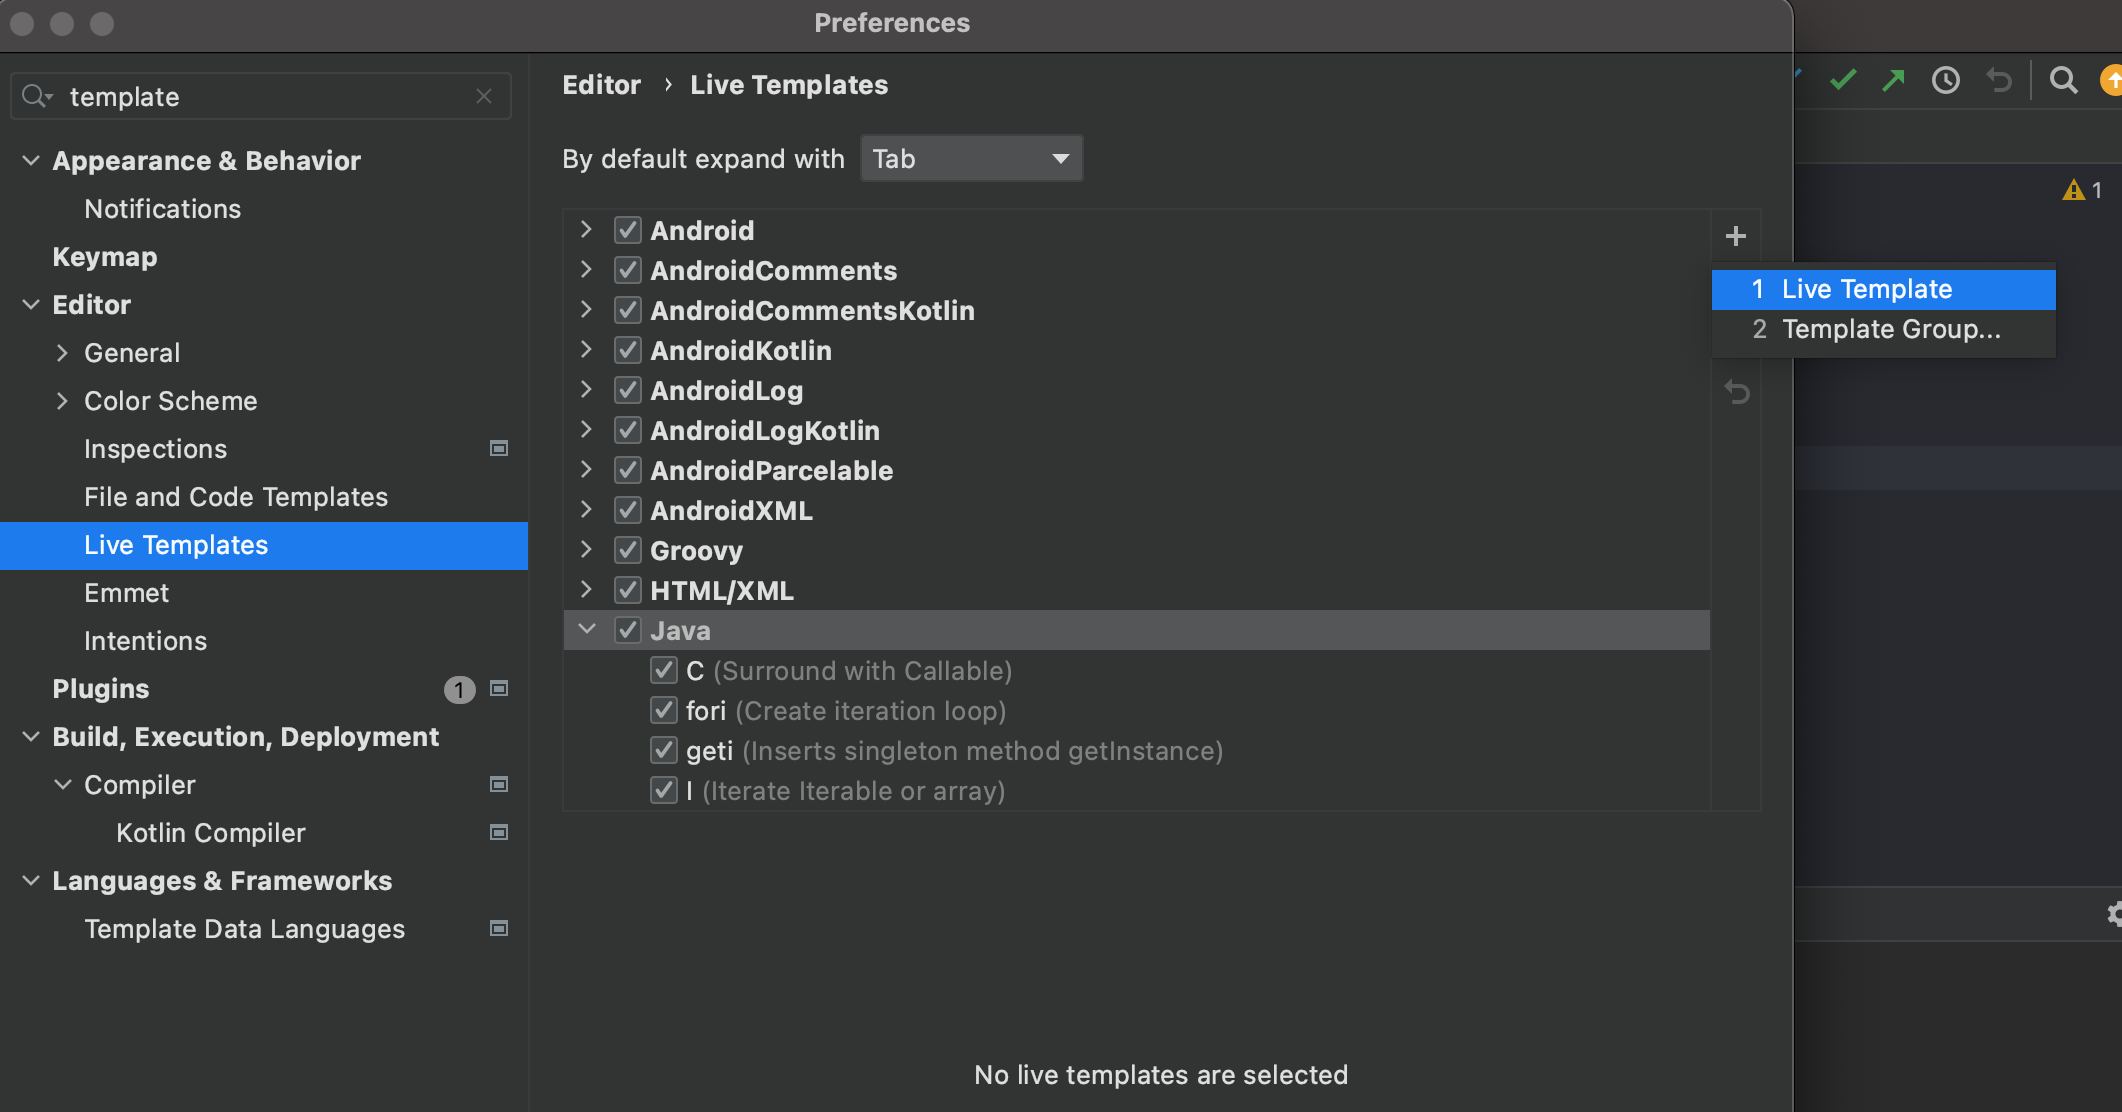 Preferences
template
Appearance & Behavior
Notifications
Keymap
Editor
General
Color Scheme
Inspections
File and Code Templates
Live Templates
Emmet
Intentions
Plugins 1
Build, Execution, Deployment
Compiler
Kotlin Compiler
Languages & Frameworks
Template Data Languages
Editor › Live Templates
By default expand with Tab
Android
AndroidComments
AndroidCommentsKotlin
AndroidKotlin
AndroidLog
AndroidLogKotlin
AndroidParcelable
AndroidXML
Groovy
HTML/XML
Java
C (Surround with Callable)
fori (Create iteration loop)
geti (Inserts singleton method getInstance)
I (Iterate Iterable or array)
No live templates are selected
1 Live Template
2 Template Group...
1